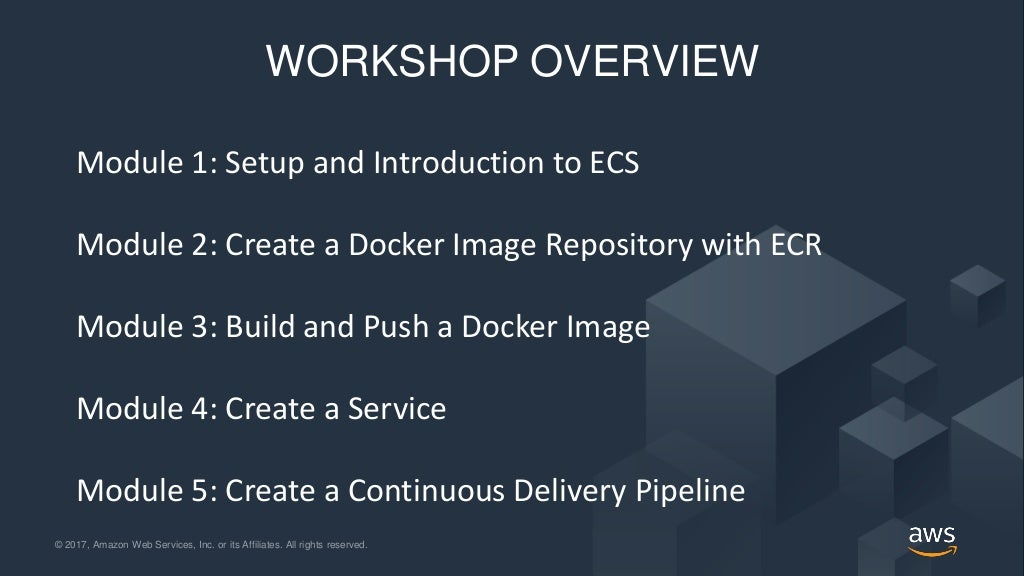 WORKSHOP OVERVIEW
Module 1: Setup and Introduction to ECS
Module 2: Create a Docker Image Repository with ECR
Module 3: Build and Push a Docker Image
Module 4: Create a Service
Module 5: Create a Continuous Delivery Pipeline
© 2017, Amazon Web Services, Inc. or its Affiliates. All rights reserved.
aws